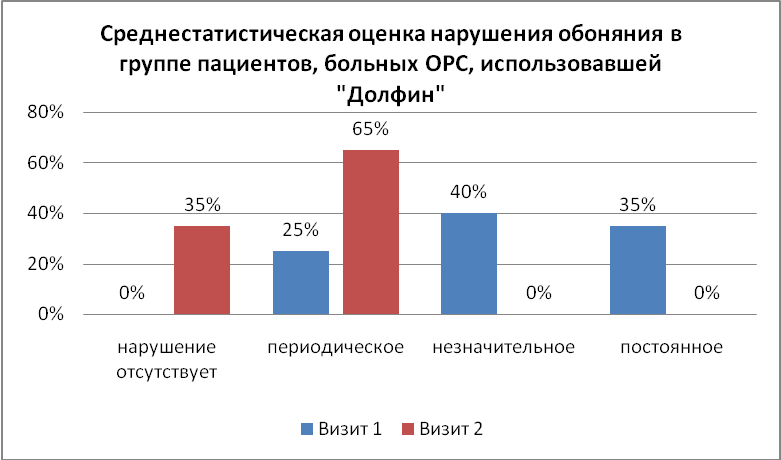 Среднестатистическая оценка нарушения обоняния в
группе пациентов, больных ОРС, использовавшей
"Долфин"
80%
60%
40%
20%
0%
0%
35%
25%
65%
40%
0%
35%
0%
нарушение
отсутствует
периодическое
незначительное
постоянное
Визит 1
Визит 2